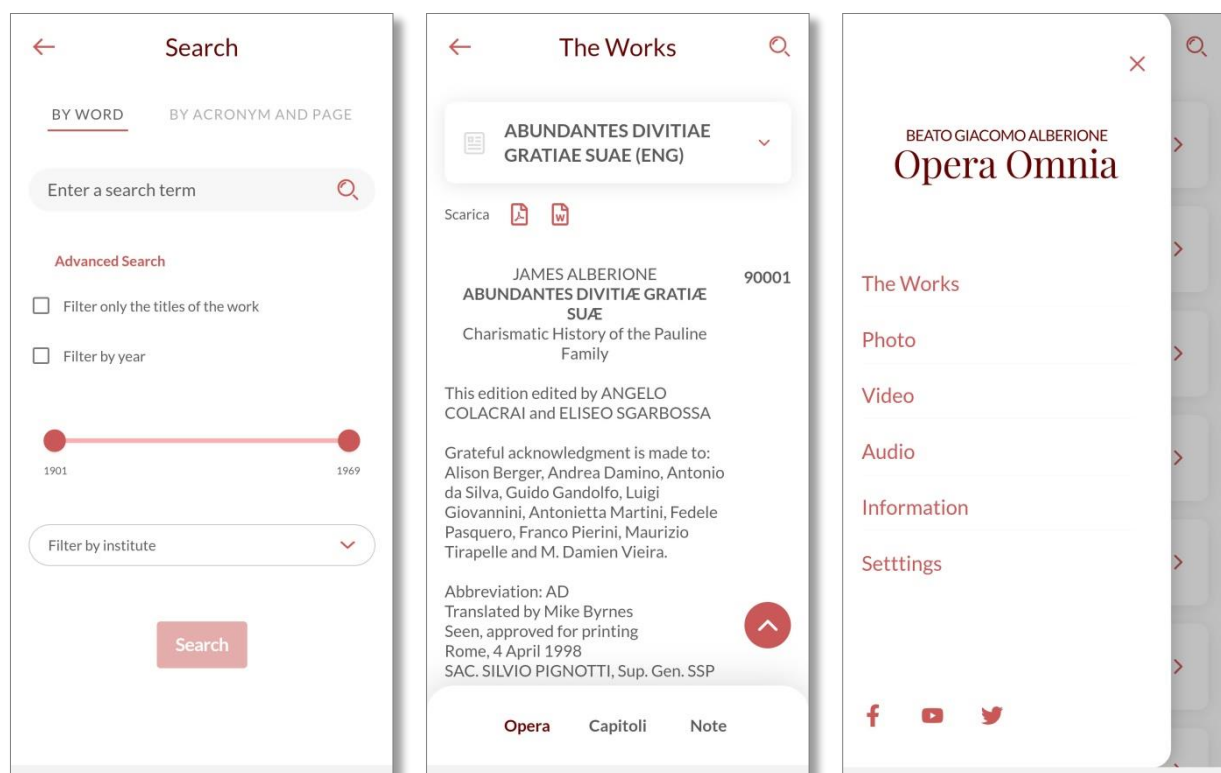 Search
BY WORD BY ACRONYM AND PAGE
Enter a search term
Advanced Search
Filter only the titles of the work
Filter by year
1901 1969
Filter by institute
Search
The Works
ABUNDANTES DIVITIAE
GRATIAE SUAE (ENG)
Scarica
JAMES ALBERIONE 90001
ABUNDANTES DIVITIÆ GRATIÆ
SUÆ
Charismatic History of the Pauline
Family
This edition edited by ANGELO
COLACRAI and ELISEO SGARBOSSA
Grateful acknowledgment is made to:
Alison Berger, Andrea Damino, Antonio
da Silva, Guido Gandolfo, Luigi
Giovannini, Antonietta Martini, Fedele
Pasquero, Franco Pierini, Maurizio
Tirapelle and M. Damien Vieira.
Abbreviation: AD
Translated by Mike Byrnes
Seen, approved for printing
Rome, 4 April 1998
SAC. SILVIO PIGNOTTI, Sup. Gen. SSP
Opera Capitoli Note
BEATO GIACOMO ALBERIONE
Opera Omnia
The Works
Photo
Video
Audio
Information
Setttings